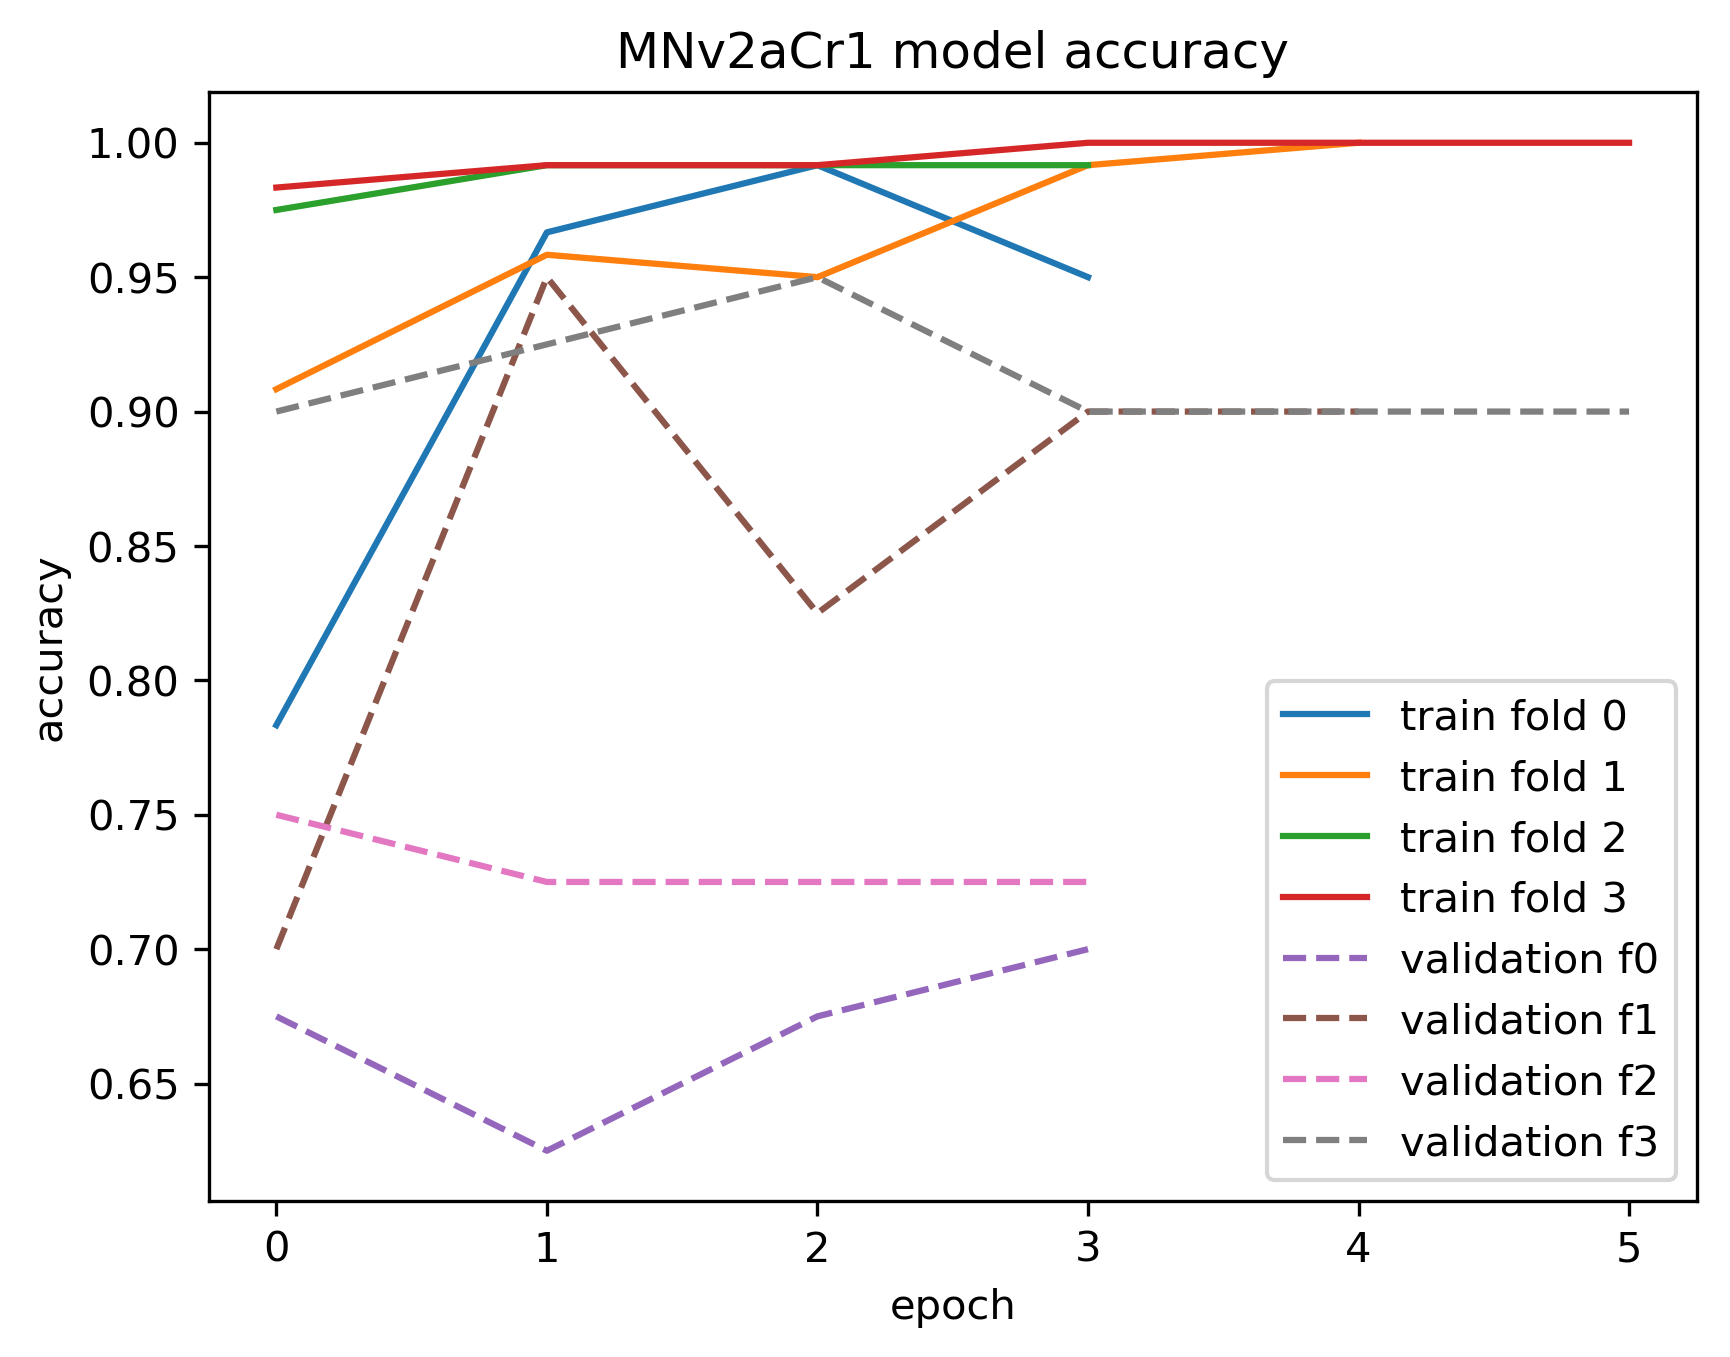 MNv2aCr1 model accuracy
1.00
0.95
0.90
0.85
0.80
0.75
0.70
0.65
accuracy
train fold 0
train fold 1
train fold 2
train fold 3
validation f0
validation f1
validation f2
validation f3
0 1 2 3 4 5
epoch